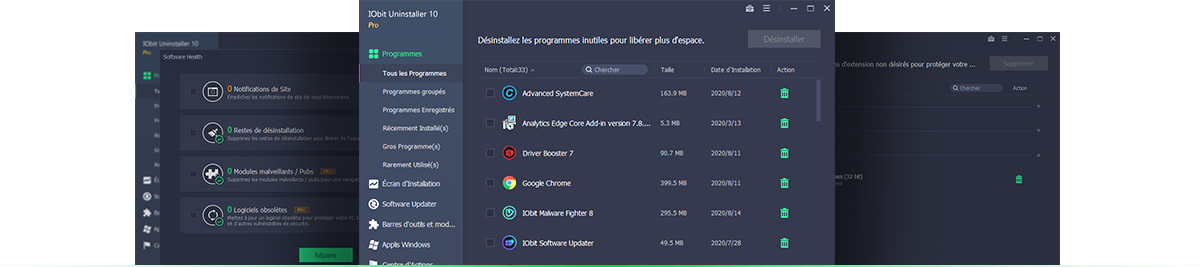 IObit Uninstaller 10
Pro
Software Health
0 Notifications de Site
Empêchez les notifications de site de vous interrompre.
0 Restes de désinstallation
Supprimez les restes de désinstallation pour libérer de l'espace
0 Modules malveillants / Pubs PRO
Supprimez les modules malveillants / pubs pour une navigation
0 Logiciels obsolètes PRO
Mettez à jour un logiciel obsolète pour protéger votre PC
et d'autres vulnérabilités de sécurité.
Réparer
IObit Uninstaller 10
Pro
Programmes
Tous les Programmes
Programmes groupés
Programmes Enregistrés
Récemment Installé(s)
Gros Programme(s)
Rarement Utilisé(s)
Écran d'Installation
Software Updater
Barres d'outils et mod...
Applis Windows
Centre d'Actions
Désinstallez les programmes inutiles pour libérer plus d'espace.
Désinstaller
Nom (Total:33) Chercher Taille Date d'Installation Action
Advanced SystemCare 163.9 MB 2020/8/12
Analytics Edge Core Add-in version 7.8.... 5.3 MB 2020/3/13
Driver Booster 7 90.7 MB 2020/8/11
Google Chrome 399.5 MB 2020/8/11
IObit Malware Fighter 8 295.5 MB 2020/8/14
IObit Software Updater 49.5 MB 2020/7/28
s d'extension non désirés pour protéger votre ...
Supprimer
Chercher Action
(32 bit)